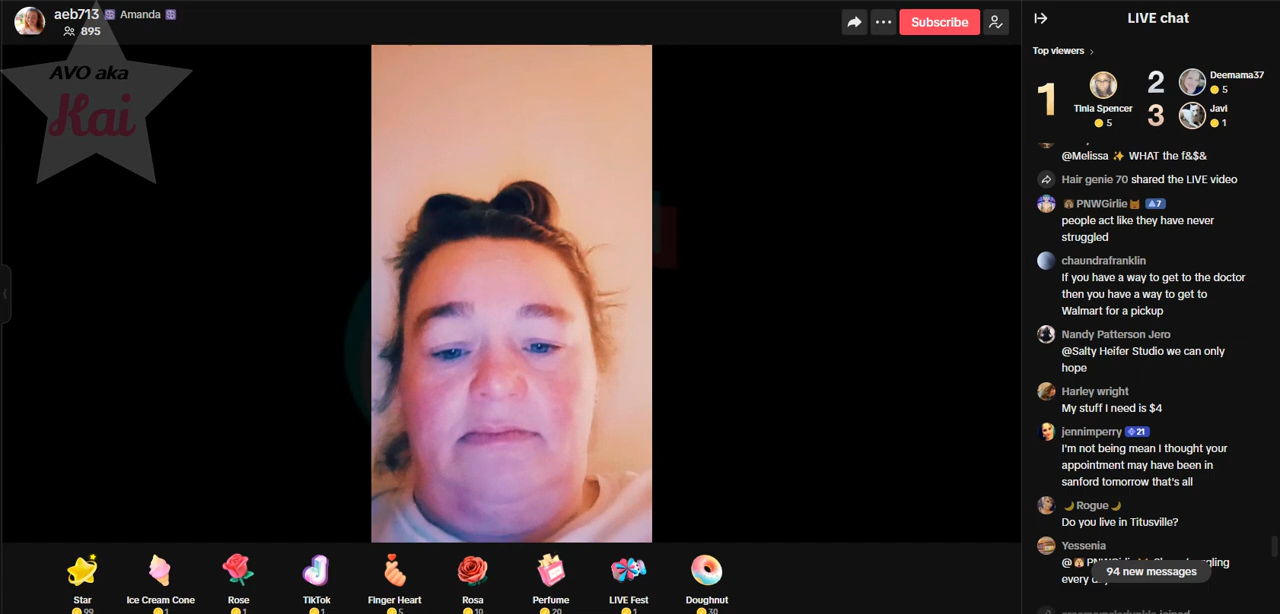 aeb713 Amanda
895
Subscribe
AVO aka
Kai
LIVE chat
Top viewers
1
Tinla Spencer
5
2
Deemama37
5
3
Javi
1
@Melissa ✨ WHAT the f&$&
Hair genie 70 shared the LIVE video
PNWGirlie 7
people act like they have never
struggled
chaundrafranklin
If you have a way to get to the doctor
then you have a way to get to
Walmart for a pickup
Nandy Patterson Jero
@Salty Heifer Studio we can only
hope
Harley wright
My stuff I need is $4
jennimperry 21
I'm not being mean I thought your
appointment may have been in
sanford tomorrow that's all
🌙Rogue🌙
Do you live in Titusville?
Yessenia
94 new messages
every
Star
Ice Cream Cone
Rose
TikTok
Finger Heart
Rosa
Perfume
LIVE Fest
Doughnut
99
1
1
1
5
10
20
1
30